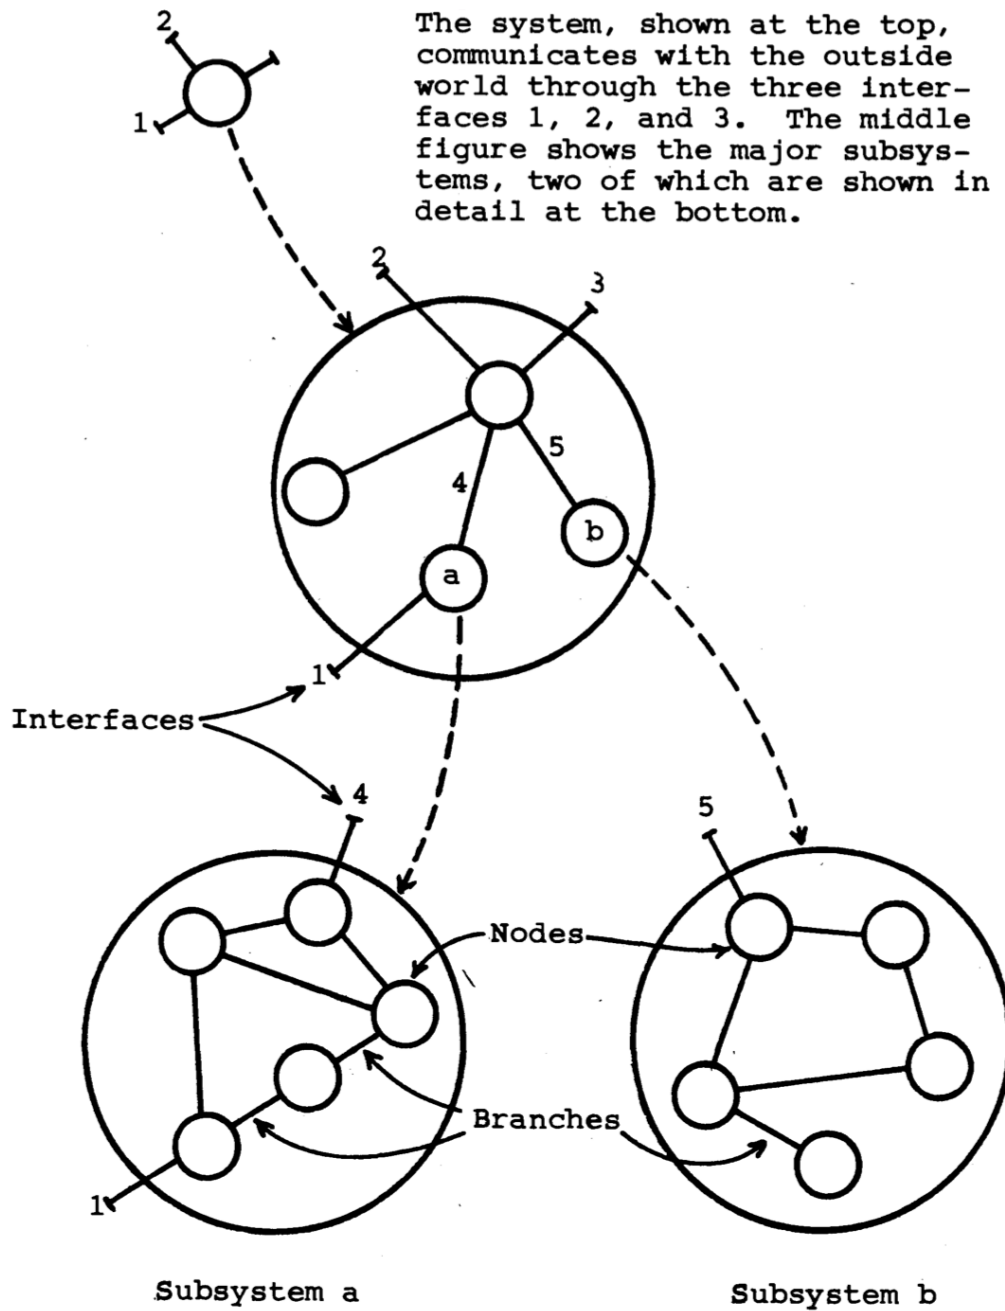 2
1
The system, shown at the top,
communicates with the outside
world through the three inter-
faces 1, 2, and 3.  The middle
figure shows the major subsys-
tems, two of which are shown in
detail at the bottom.
2
3
5
4
b
a
1
Interfaces
4
5
Nodes
Branches
1
Subsystem a
Subsystem b